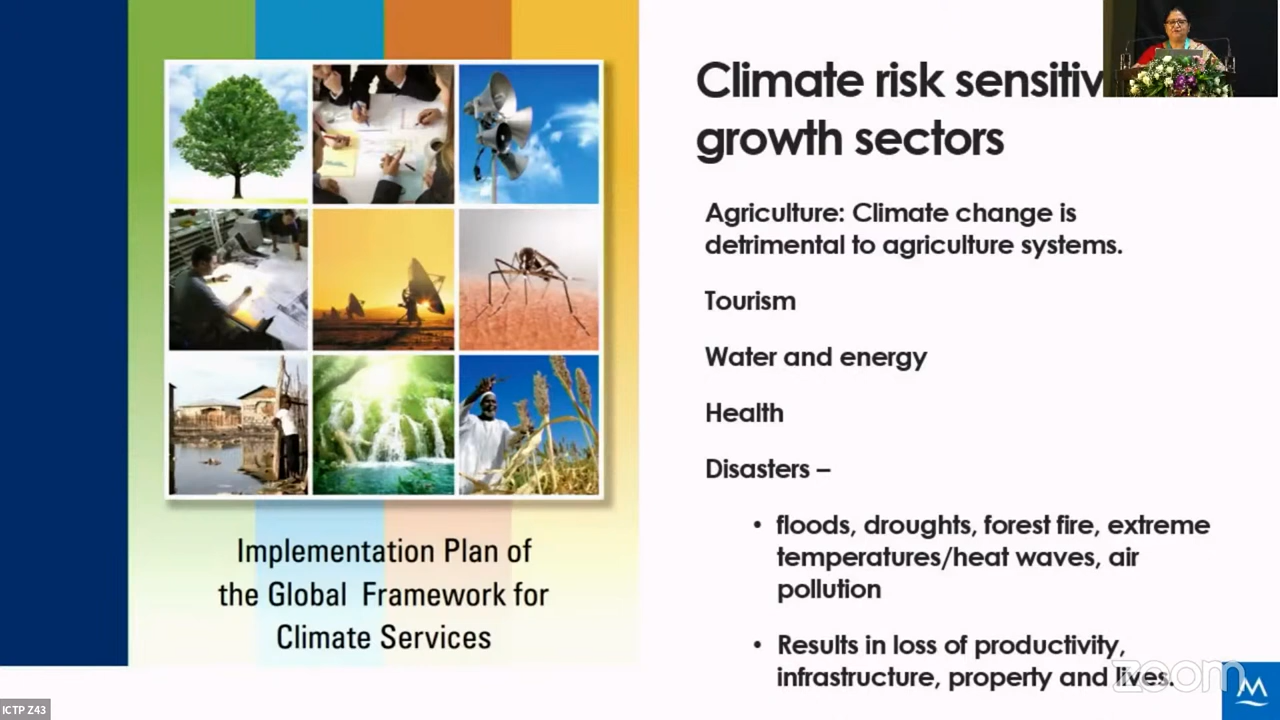 Climate risk sensitiv
growth sectors
Agriculture: Climate change is
detrimental to agriculture systems.
Tourism
Water and energy
Health
Disasters –
• floods, droughts, forest fire, extreme
temperatures/heat waves, air
pollution
• Results in loss of productivity,
infrastructure, property and lives.
Implementation Plan of
the Global Framework for
Climate Services
zoom
M
ICTP Z43